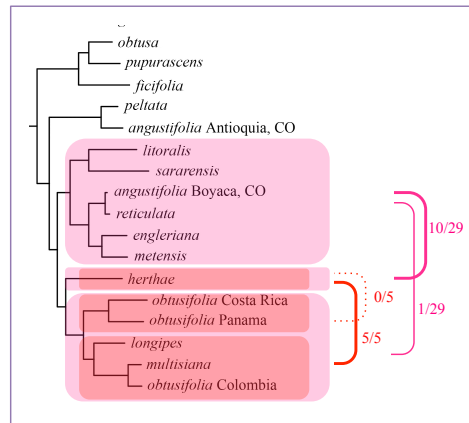 obtusa
pupurascens
ficifolia
peltata
angustifolia Antioquia, CO
litoralis
sararensis
angustifolia Boyaca, CO
reticulata
10/29
engleriana
metensis
herthae
0/5
obtusifolia Costa Rica
1/29
obtusifolia Panama
5/5
longipes
multisiana
obtusifolia Colombia